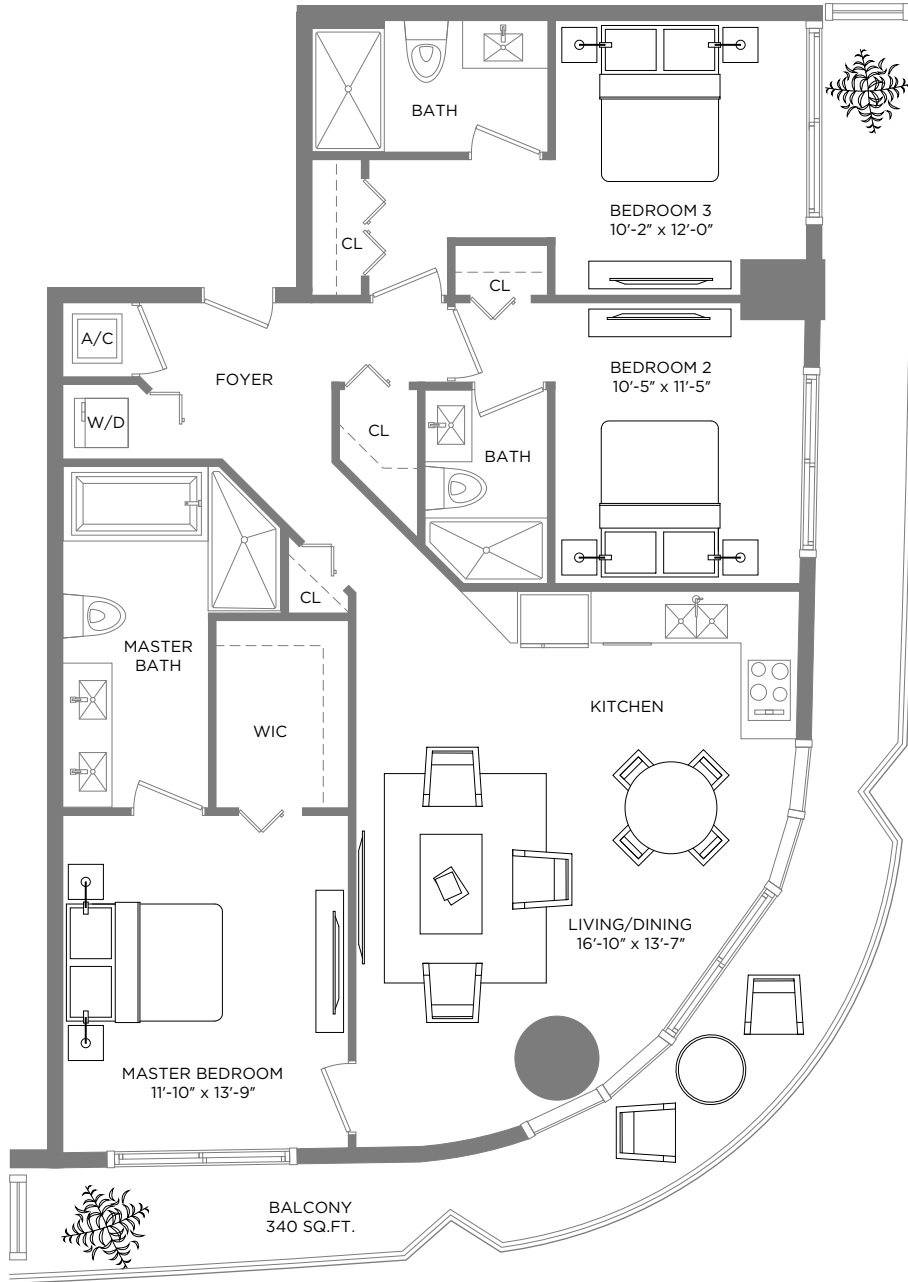 BATH
BEDROOM 3
10'-2" x 12'-0"
CL
CL
A/C
FOYER
BEDROOM 2
10'-5" x 11'-5"
W/D
CL
BATH
CL
MASTER
BATH
WIC
KITCHEN
LIVING/DINING
16'-10" x 13'-7"
MASTER BEDROOM
11'-10" x 13'-9"
BALCONY
340 SQ.FT.